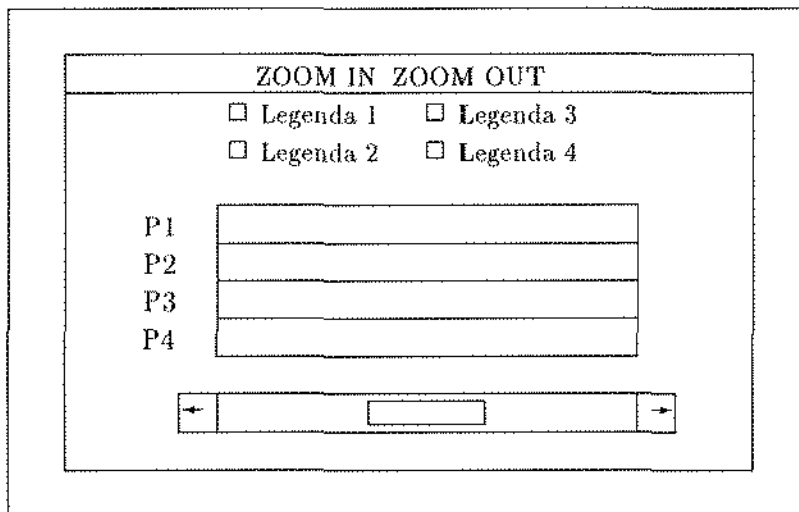 ZOOM IN ZOOM OUT
Legenda 1 Legenda 3
Legenda 2 Legenda 4
P1
P2
P3
P4